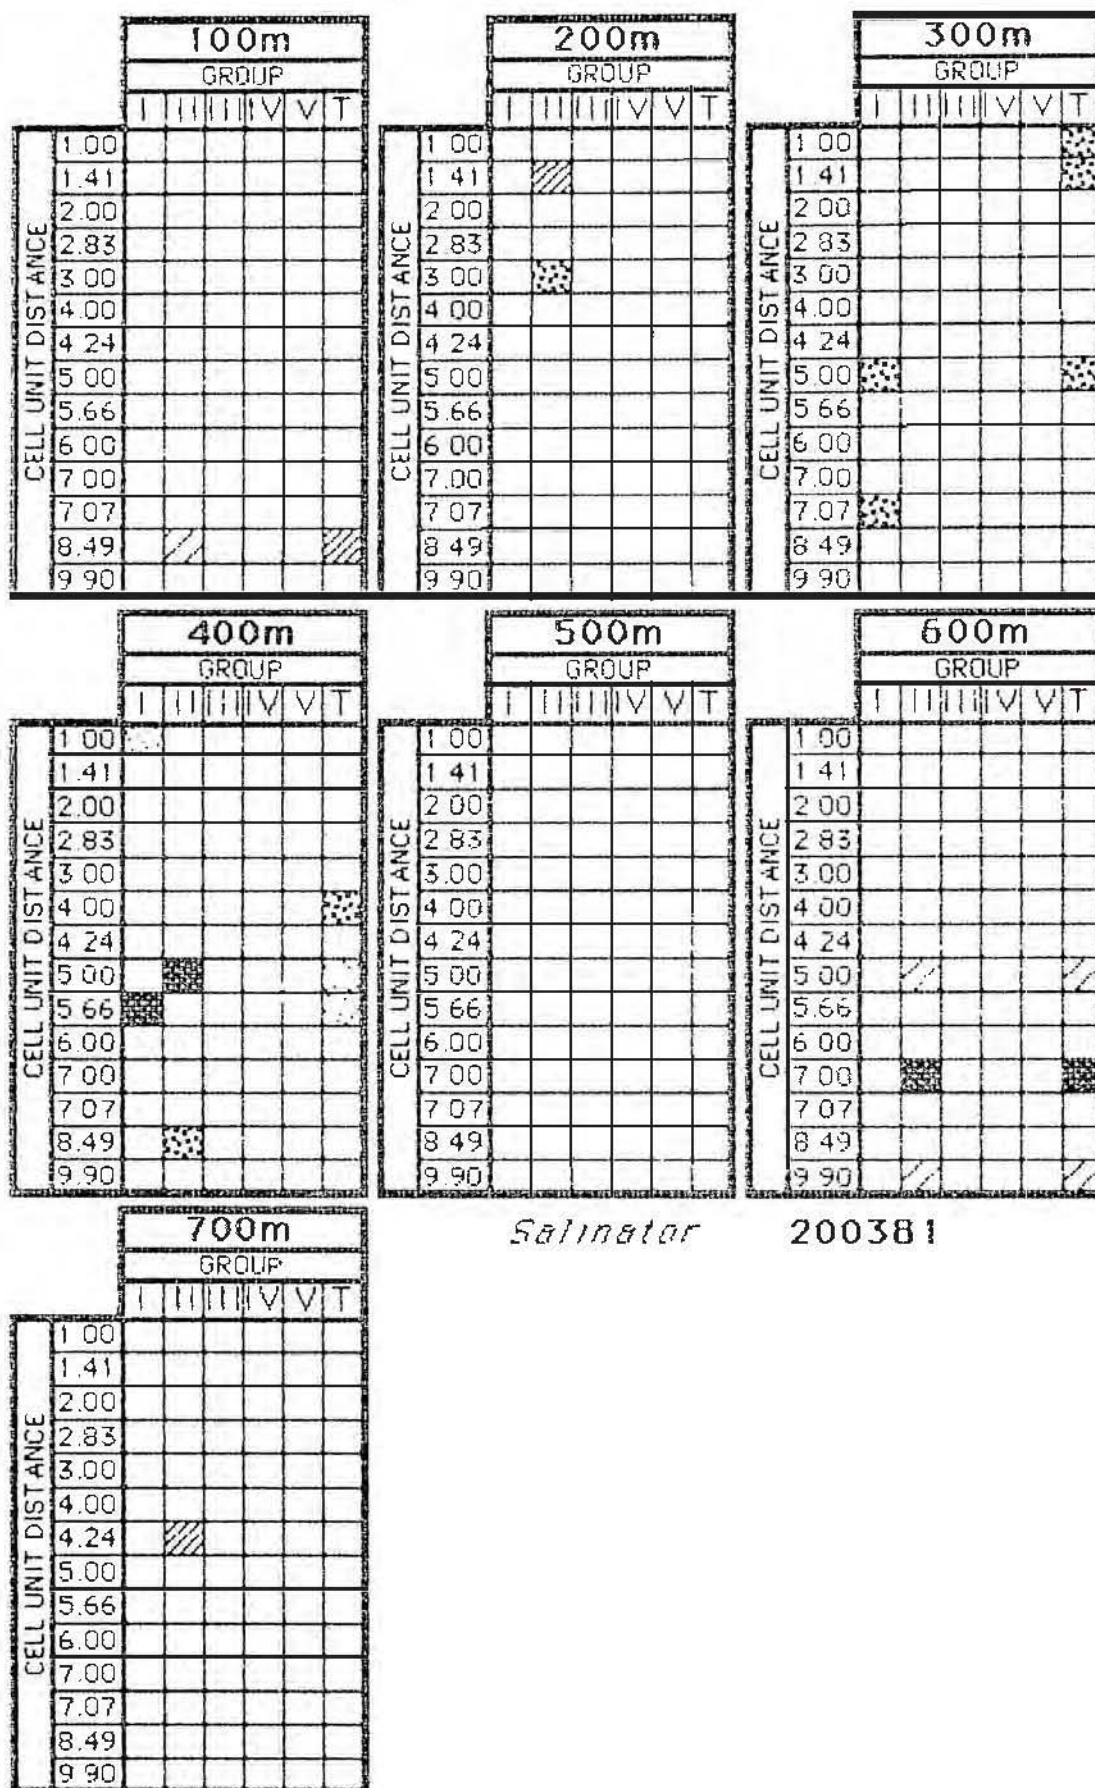 100m 200m 300m
GROUP GROUP GROUP
I II III IV V T I II III IV V T I II III IV V T
CELL UNIT DISTANCE CELL UNIT DISTANCE CELL UNIT DISTANCE
1.00 1 00 1 00
1.41 1 41 1.41
2.00 2 00 2 00
2.83 2 83 2 83
3 00 3 00 3 00
4.00 4 00 4.00
4 24 4 24 4 24
5 00 5 00 5.00
5.66 5.66 5 66
6 00 6 00 6 00
7 00 7.00 7.00
7 07 7 07 7.07
8.49 8 49 8 49
9 90 9 90 9 90
400m 500m 600m
GROUP GROUP GROUP
I II III IV V T I II III IV V T I II III IV V T
CELL UNIT DISTANCE CELL UNIT DISTANCE CELL UNIT DISTANCE
1 00 1 00 1 00
1.41 1 41 1 41
2.00 2 00 2 00
2.83 2 83 2 83
3 00 3.00 3.00
4 00 4 00 4 00
4 24 4 24 4 24
5 00 5 00 5 00
5 66 5 66 5.66
6.00 6.00 6 00
7 00 7 00 7 00
7 07 7 07 7 07
8.49 8 49 8 49
9.90 9.90 9 90
Salinator 200381
700m
GROUP
I II III IV V T
CELL UNIT DISTANCE
1 00
1.41
2.00
2.83
3.00
4.00
4.24
5.00
5.66
6.00
7.00
7.07
8.49
9 90